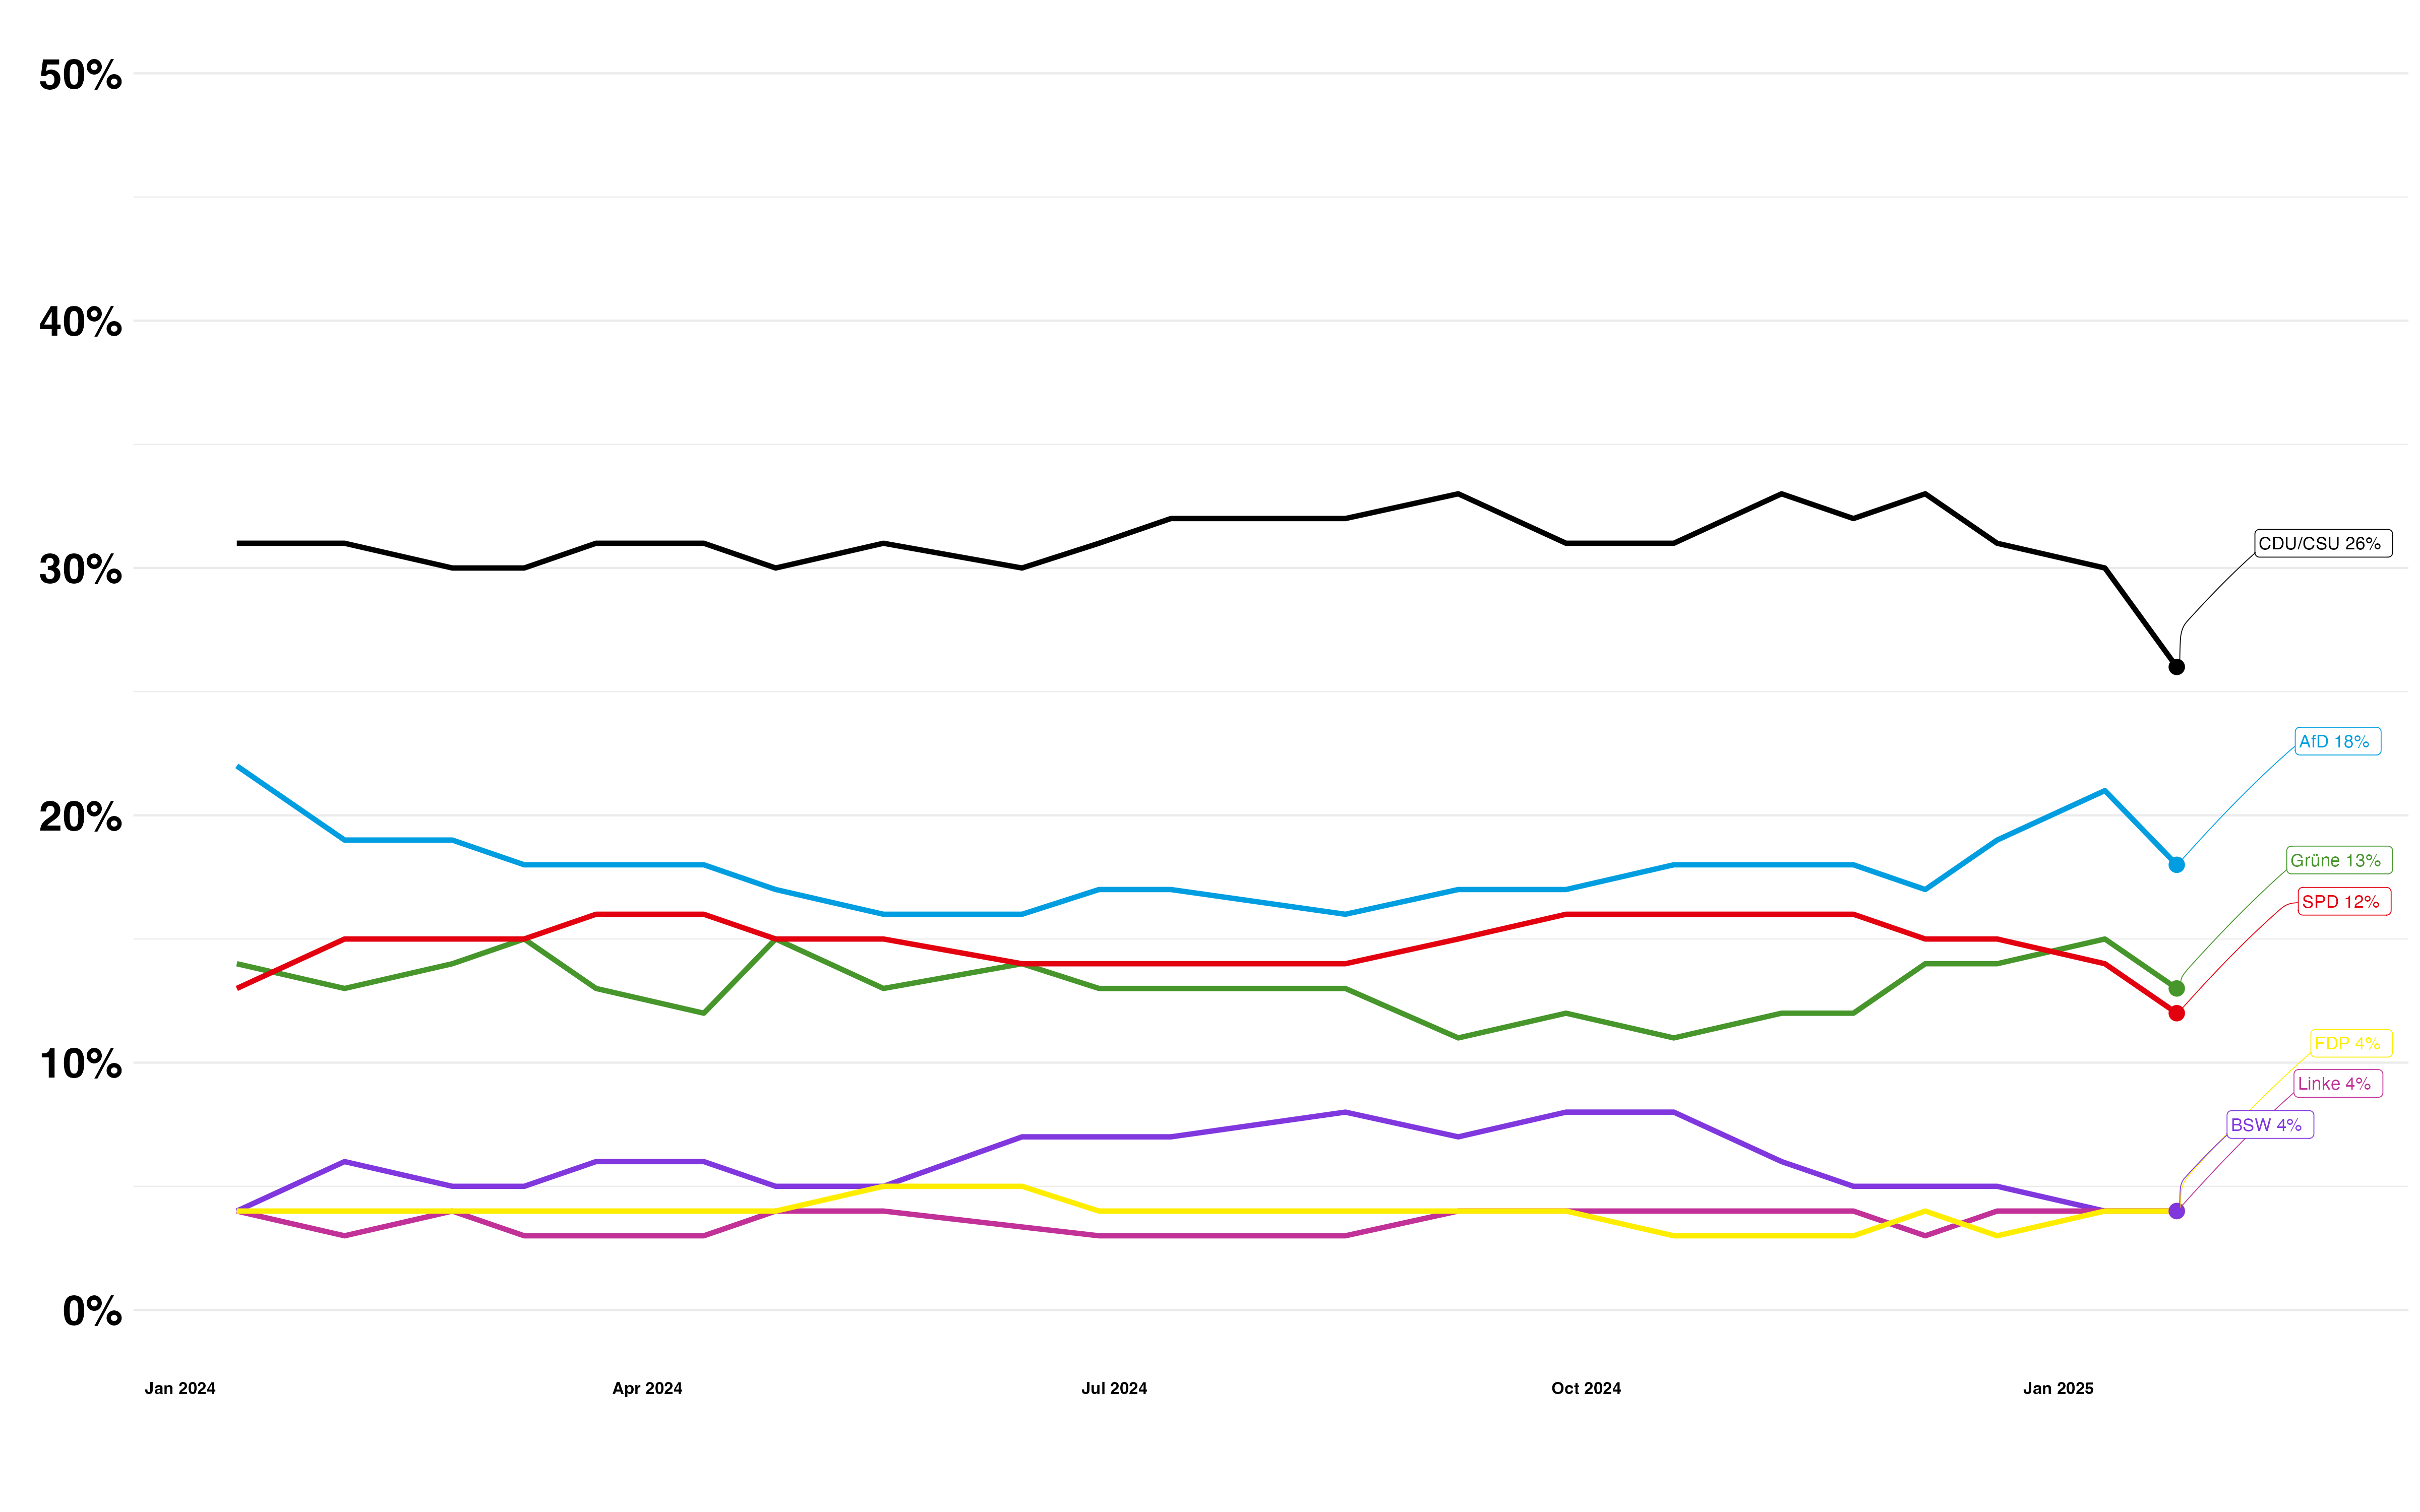 50%
40%
30%
20%
10%
0%
CDU/CSU 26%
AfD 18%
Grüne 13%
SPD 12%
FDP 4%
Linke 4%
BSW 4%
Jan 2024
Apr 2024
Jul 2024
Oct 2024
Jan 2025